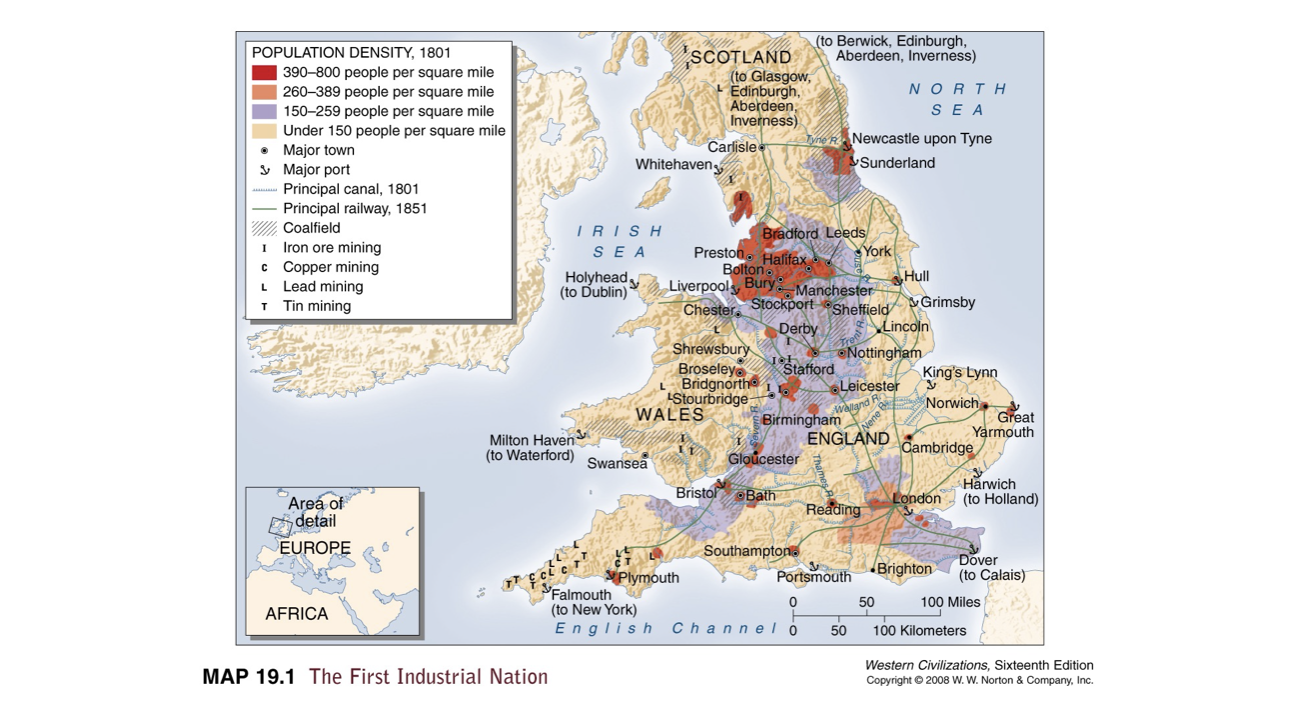 POPULATION DENSITY, 1801
390–800 people per square mile
260–389 people per square mile
150–259 people per square mile
Under 150 people per square mile
Major town
Major port
Principal canal, 1801
Principal railway, 1851
Coalfield
I Iron ore mining
C Copper mining
L Lead mining
T Tin mining
(to Berwick, Edinburgh,
Aberdeen, Inverness)
SCOTLAND
(to Glasgow,
Edinburgh,
Aberdeen,
Inverness)
NORTH
SEA
Tyne R.
Newcastle upon Tyne
Carlisle
Sunderland
Whitehaven
IRISH
SEA
Bradford
Leeds
Preston
Halifax
York
Bolton
Holyhead
(to Dublin)
Liverpool
Bury
Manchester
Hull
Stockport
Sheffield
Grimsby
Chester
Lincoln
Derby
Trent R.
Shrewsbury
Nottingham
Broseley
Stafford
King's Lynn
Bridgnorth
Leicester
Stourbridge
Norwich
WALES
Welland R.
Nene R.
Great
Yarmouth
Birmingham
Severn R.
ENGLAND
Milton Haven
(to Waterford)
Cambridge
Swansea
Gloucester
Thames R.
Harwich
(to Holland)
Bristol
Bath
London
Reading
Southampton
Dover
(to Calais)
Plymouth
Portsmouth
Brighton
Falmouth
(to New York)
English Channel
0 50 100 Miles
0 50 100 Kilometers
Area of
detail
EUROPE
AFRICA
MAP 19.1 The First Industrial Nation
Western Civilizations, Sixteenth Edition
Copyright © 2008 W. W. Norton & Company, Inc.